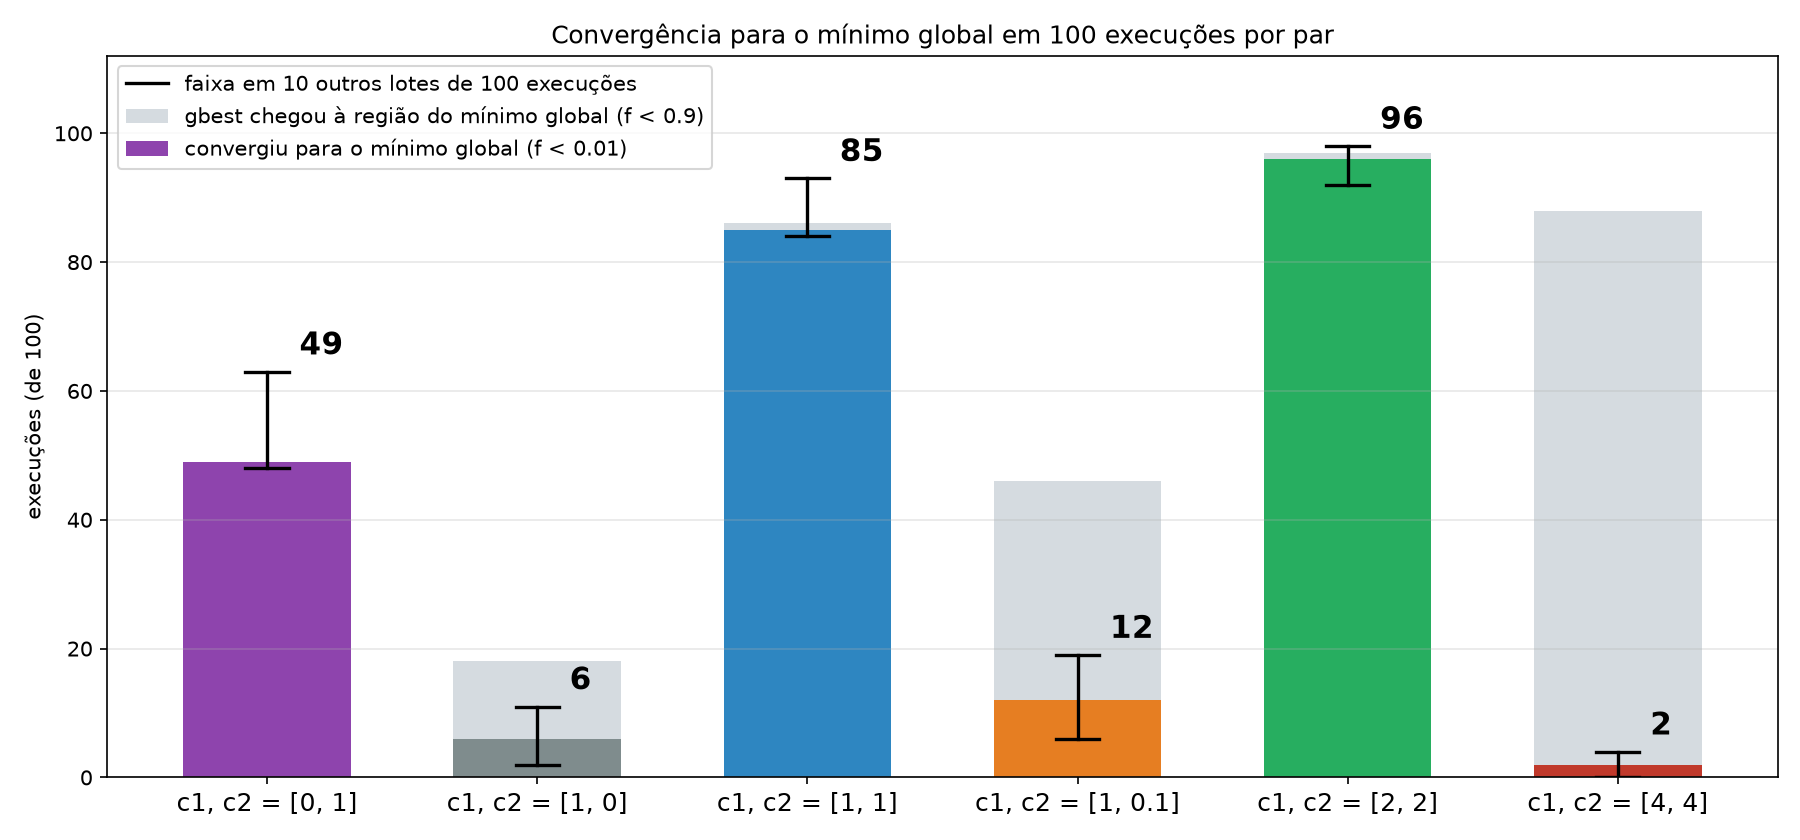 Convergência para o mínimo global em 100 execuções por par
faixa em 10 outros lotes de 100 execuções
gbest chegou à região do mínimo global (f < 0.9)
convergiu para o mínimo global (f < 0.01)
execuções (de 100)
100
80
60
40
20
0
49
6
85
12
96
2
c1, c2 = [0, 1]
c1, c2 = [1, 0]
c1, c2 = [1, 1]
c1, c2 = [1, 0.1]
c1, c2 = [2, 2]
c1, c2 = [4, 4]